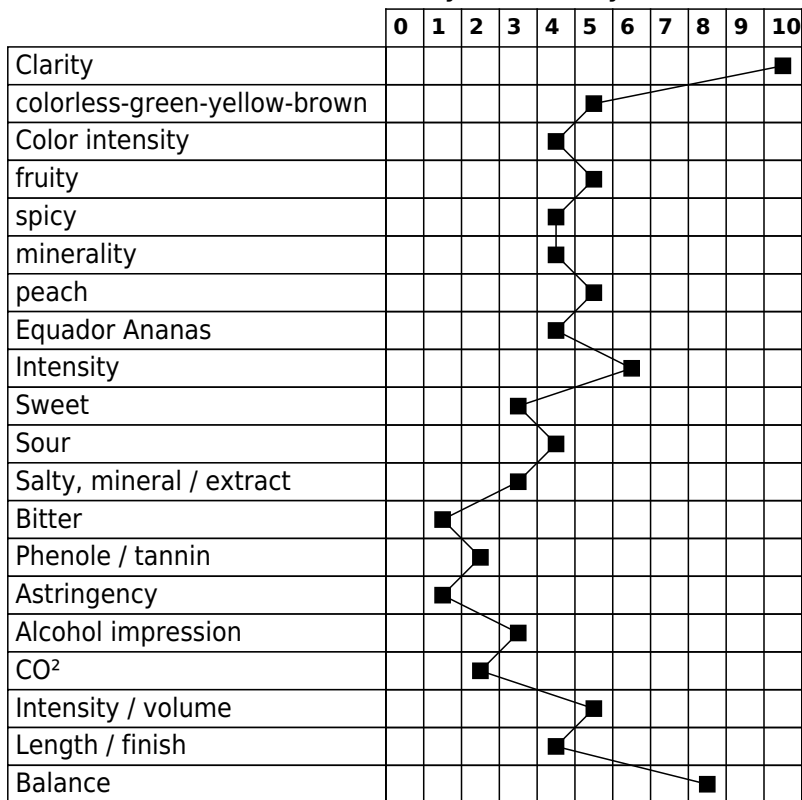 0 1 2 3 4 5 6 7 8 9 10
Clarity
colorless-green-yellow-brown
Color intensity
fruity
spicy
minerality
peach
Equador Ananas
Intensity
Sweet
Sour
Salty, mineral / extract
Bitter
Phenole / tannin
Astringency
Alcohol impression
CO²
Intensity / volume
Length / finish
Balance